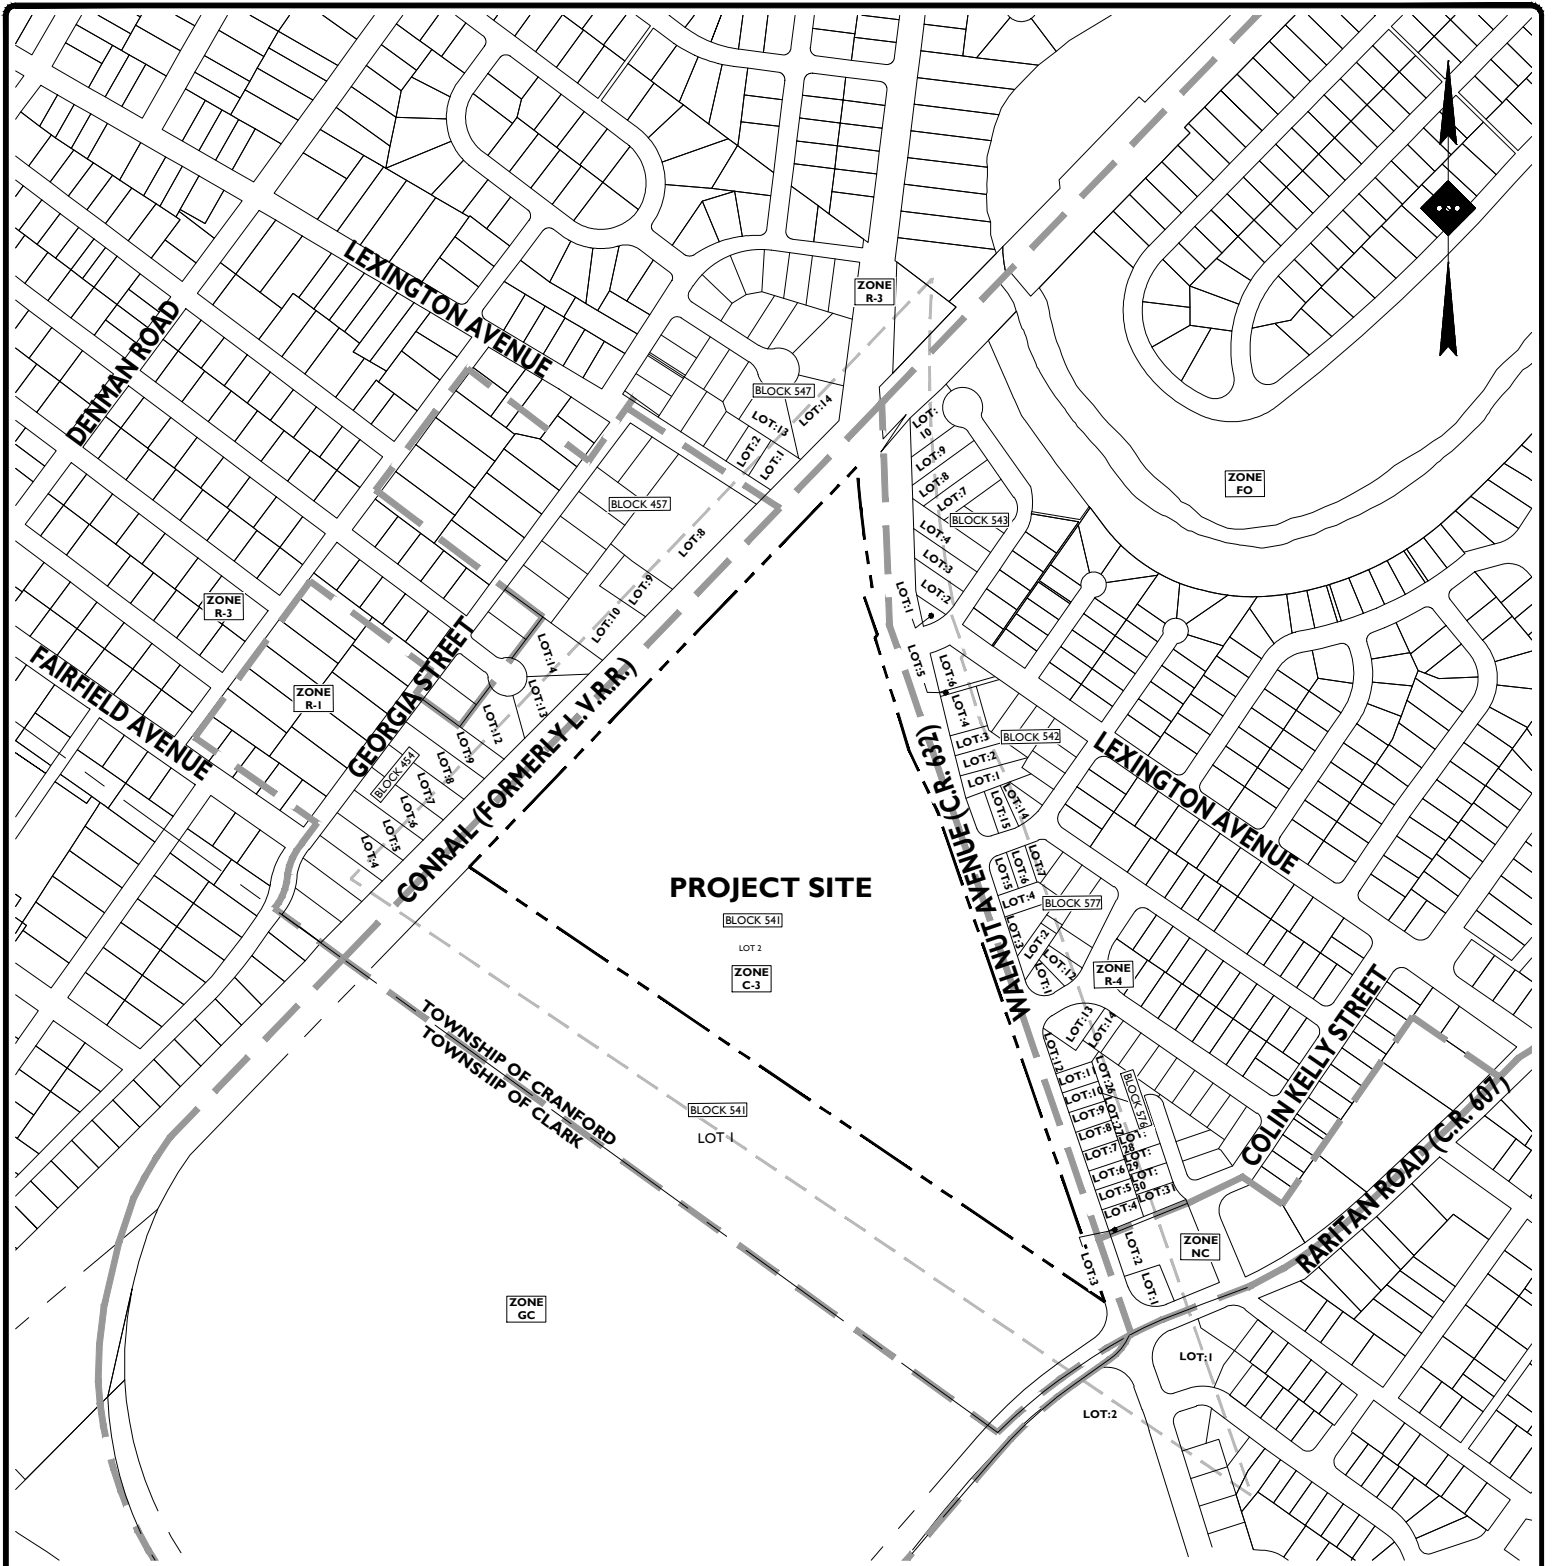 LEXINGTON AVENUE
DENMAN ROAD
ZONE
R-3
BLOCK 547
LOT:14
LOT:13
LOT:2
LOT:1
BLOCK 457
LOT:8
LOT:9
LOT:10
LOT:
10
LOT:9
LOT:8
LOT:7
BLOCK 543
LOT:4
LOT:3
LOT:2
LOT:1
ZONE
FO
ZONE
R-3
FAIRFIELD AVENUE
ZONE
R-1
GEORGIA STREET
LOT:14
LOT:13
LOT:12
LOT:9
LOT:8
BLOCK 454
LOT:7
LOT:6
LOT:5
LOT:4
CONRAIL (FORMERLY L.V.R.R.)
LOT:5
LOT:6
LOT:4
LOT:3
BLOCK 542
LOT:2
LOT:1
LOT:15
LOT:14
LEXINGTON AVENUE
WALNUT AVENUE (C.R. 632)
PROJECT SITE
BLOCK 541
LOT 2
ZONE
C-3
LOT:5
LOT:6
LOT:7
LOT:4
BLOCK 577
LOT:3
LOT:2
LOT:12
LOT:1
ZONE
R-4
COLIN KELLY STREET
TOWNSHIP OF CRANFORD
TOWNSHIP OF CLARK
LOT:13
LOT:14
LOT:12
LOT:11
LOT:26
BLOCK 576
LOT:10
LOT:27
LOT:9
LOT:8
LOT:
28
LOT:7
LOT:
29
LOT:6
LOT:
30
LOT:5
LOT:31
LOT:4
BLOCK 541
LOT 1
RARITAN ROAD (C.R. 607)
LOT:3
LOT:2
LOT:1
ZONE
NC
ZONE
GC
LOT:1
LOT:2